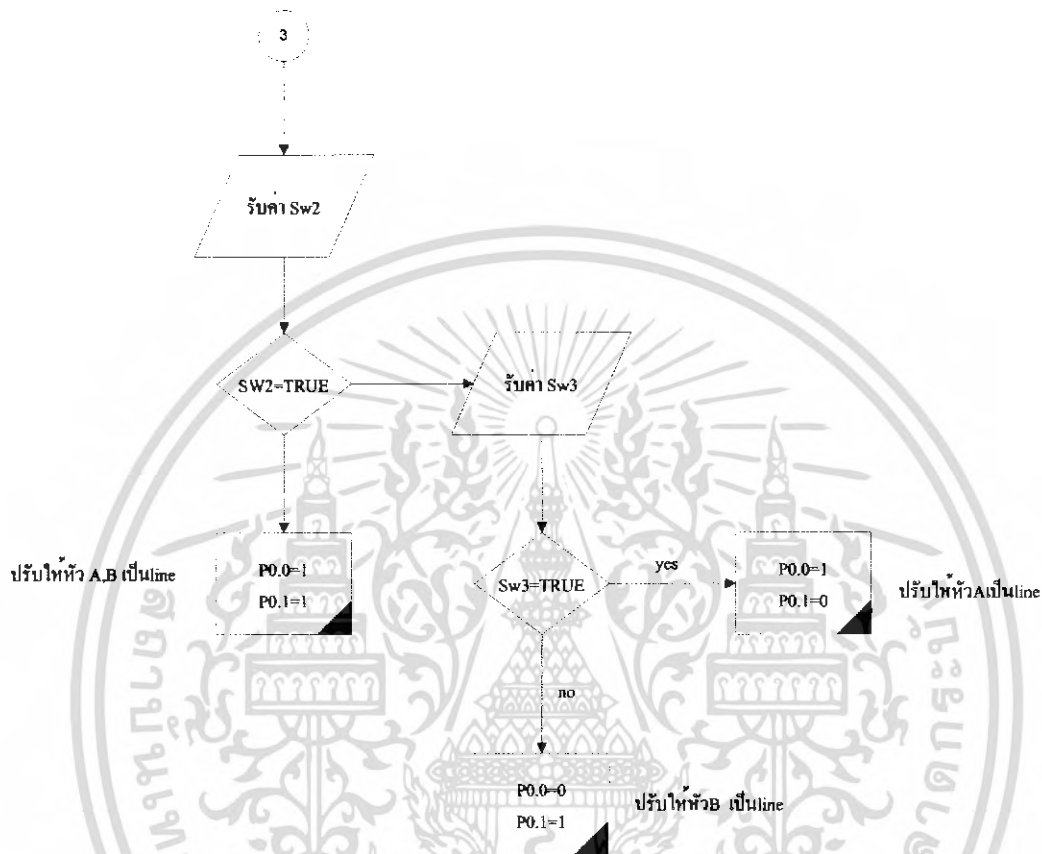 3
รับค่า Sw2
SW2=TRUE
รับค่า Sw3
ปรับให้หัว A,B เป็นline
P0.0=1
P0.1=1
Sw3=TRUE
yes
P0.0=1
P0.1=0
ปรับให้หัวAเป็นline
no
P0.0=0
P0.1=1
ปรับให้หัวB เป็นline